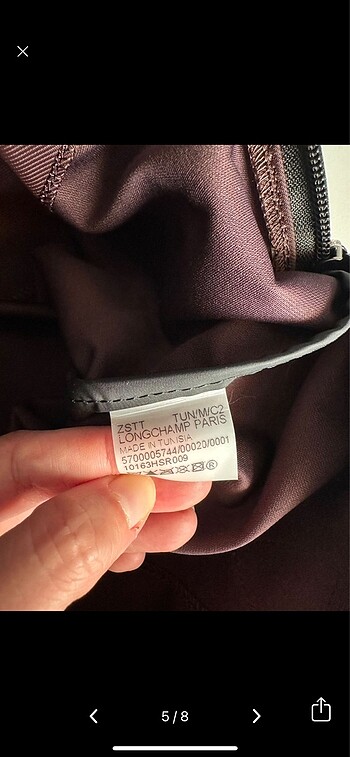 ZSTT TUN/M/C2
LONGCHAMP PARIS
MADE IN TUNISIA
5700005744/00020/0001
10163HSR009
5/8